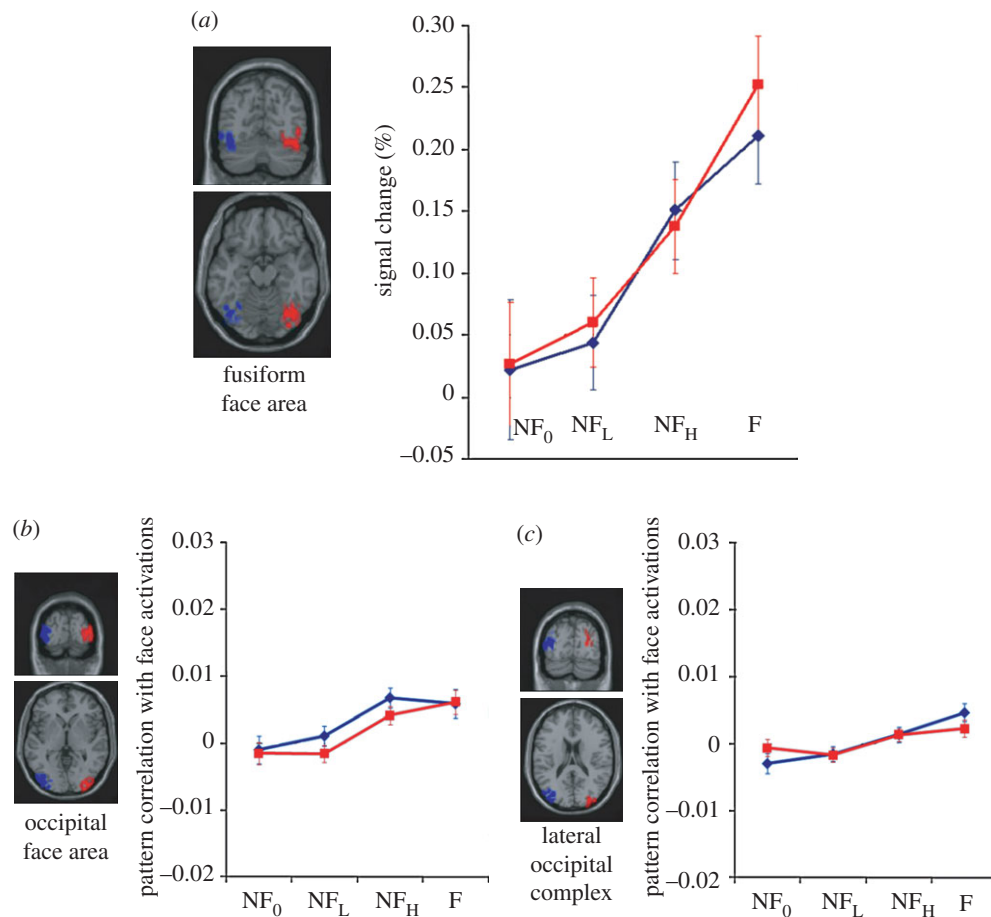 (a)
0.30
0.25
0.20
0.15
0.10
0.05
0
–0.05
signal change (%)
NF0 NFL NFH F
fusiform
face area
(b)
pattern correlation with face activations
0.03
0.02
0.01
0
–0.01
–0.02
NF0 NFL NFH F
occipital
face area
(c)
pattern correlation with face activations
0.03
0.02
0.01
0
–0.01
–0.02
NF0 NFL NFH F
lateral
occipital
complex